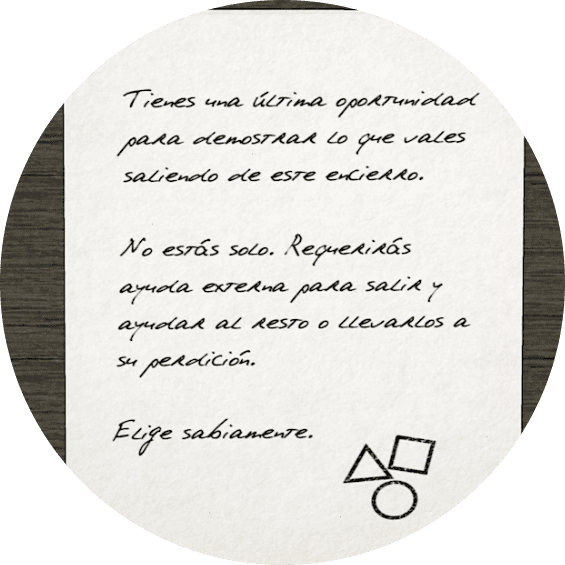 Tienes una última oportunidad
para demostrar lo que vales
saliendo de este encierro.
No estás solo. Requerirás
ayuda externa para salir y
ayudar al resto o llevarlos a
su perdición.
Elige sabiamente.